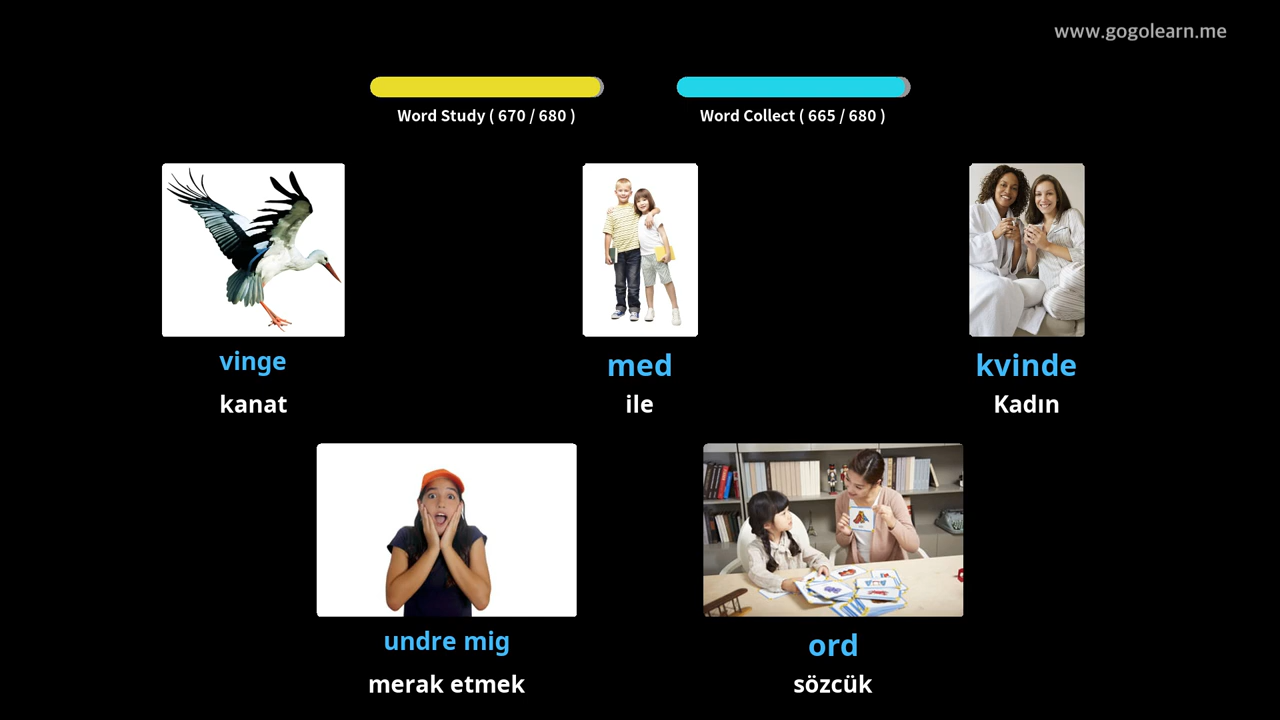 www.gogolearn.me
Word Study ( 670 / 680 )
Word Collect ( 665 / 680 )
vinge
kanat
med
ile
kvinde
Kadın
undre mig
merak etmek
ord
sözcük